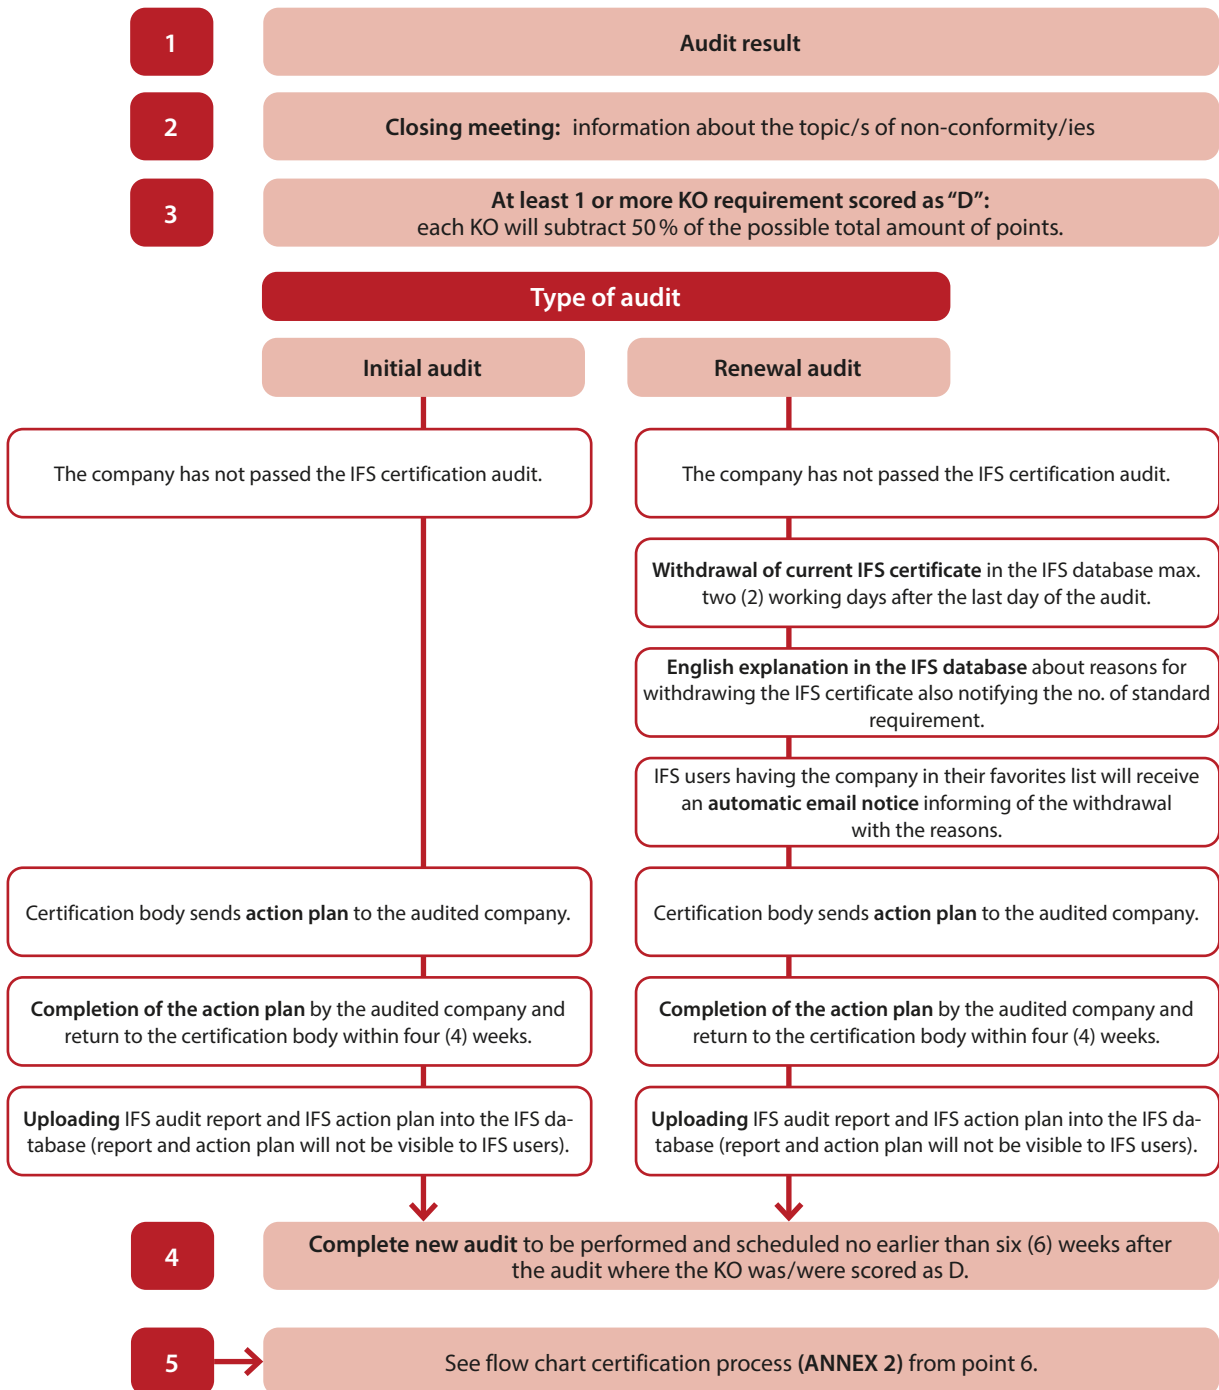 1
Audit result
2
Closing meeting: information about the topic/s of non-conformity/ies
3
At least 1 or more KO requirement scored as “D”:
each KO will subtract 50 % of the possible total amount of points.
Type of audit
Initial audit
Renewal audit
The company has not passed the IFS certification audit.
The company has not passed the IFS certification audit.
Withdrawal of current IFS certificate in the IFS database max.
two (2) working days after the last day of the audit.
English explanation in the IFS database about reasons for
withdrawing the IFS certificate also notifying the no. of standard
requirement.
IFS users having the company in their favorites list will receive
an automatic email notice informing of the withdrawal
with the reasons.
Certification body sends action plan to the audited company.
Certification body sends action plan to the audited company.
Completion of the action plan by the audited company and
return to the certification body within four (4) weeks.
Completion of the action plan by the audited company and
return to the certification body within four (4) weeks.
Uploading IFS audit report and IFS action plan into the IFS da-
tabase (report and action plan will not be visible to IFS users).
Uploading IFS audit report and IFS action plan into the IFS da-
tabase (report and action plan will not be visible to IFS users).
4
Complete new audit to be performed and scheduled no earlier than six (6) weeks after
the audit where the KO was/were scored as D.
5
See flow chart certification process (ANNEX 2) from point 6.